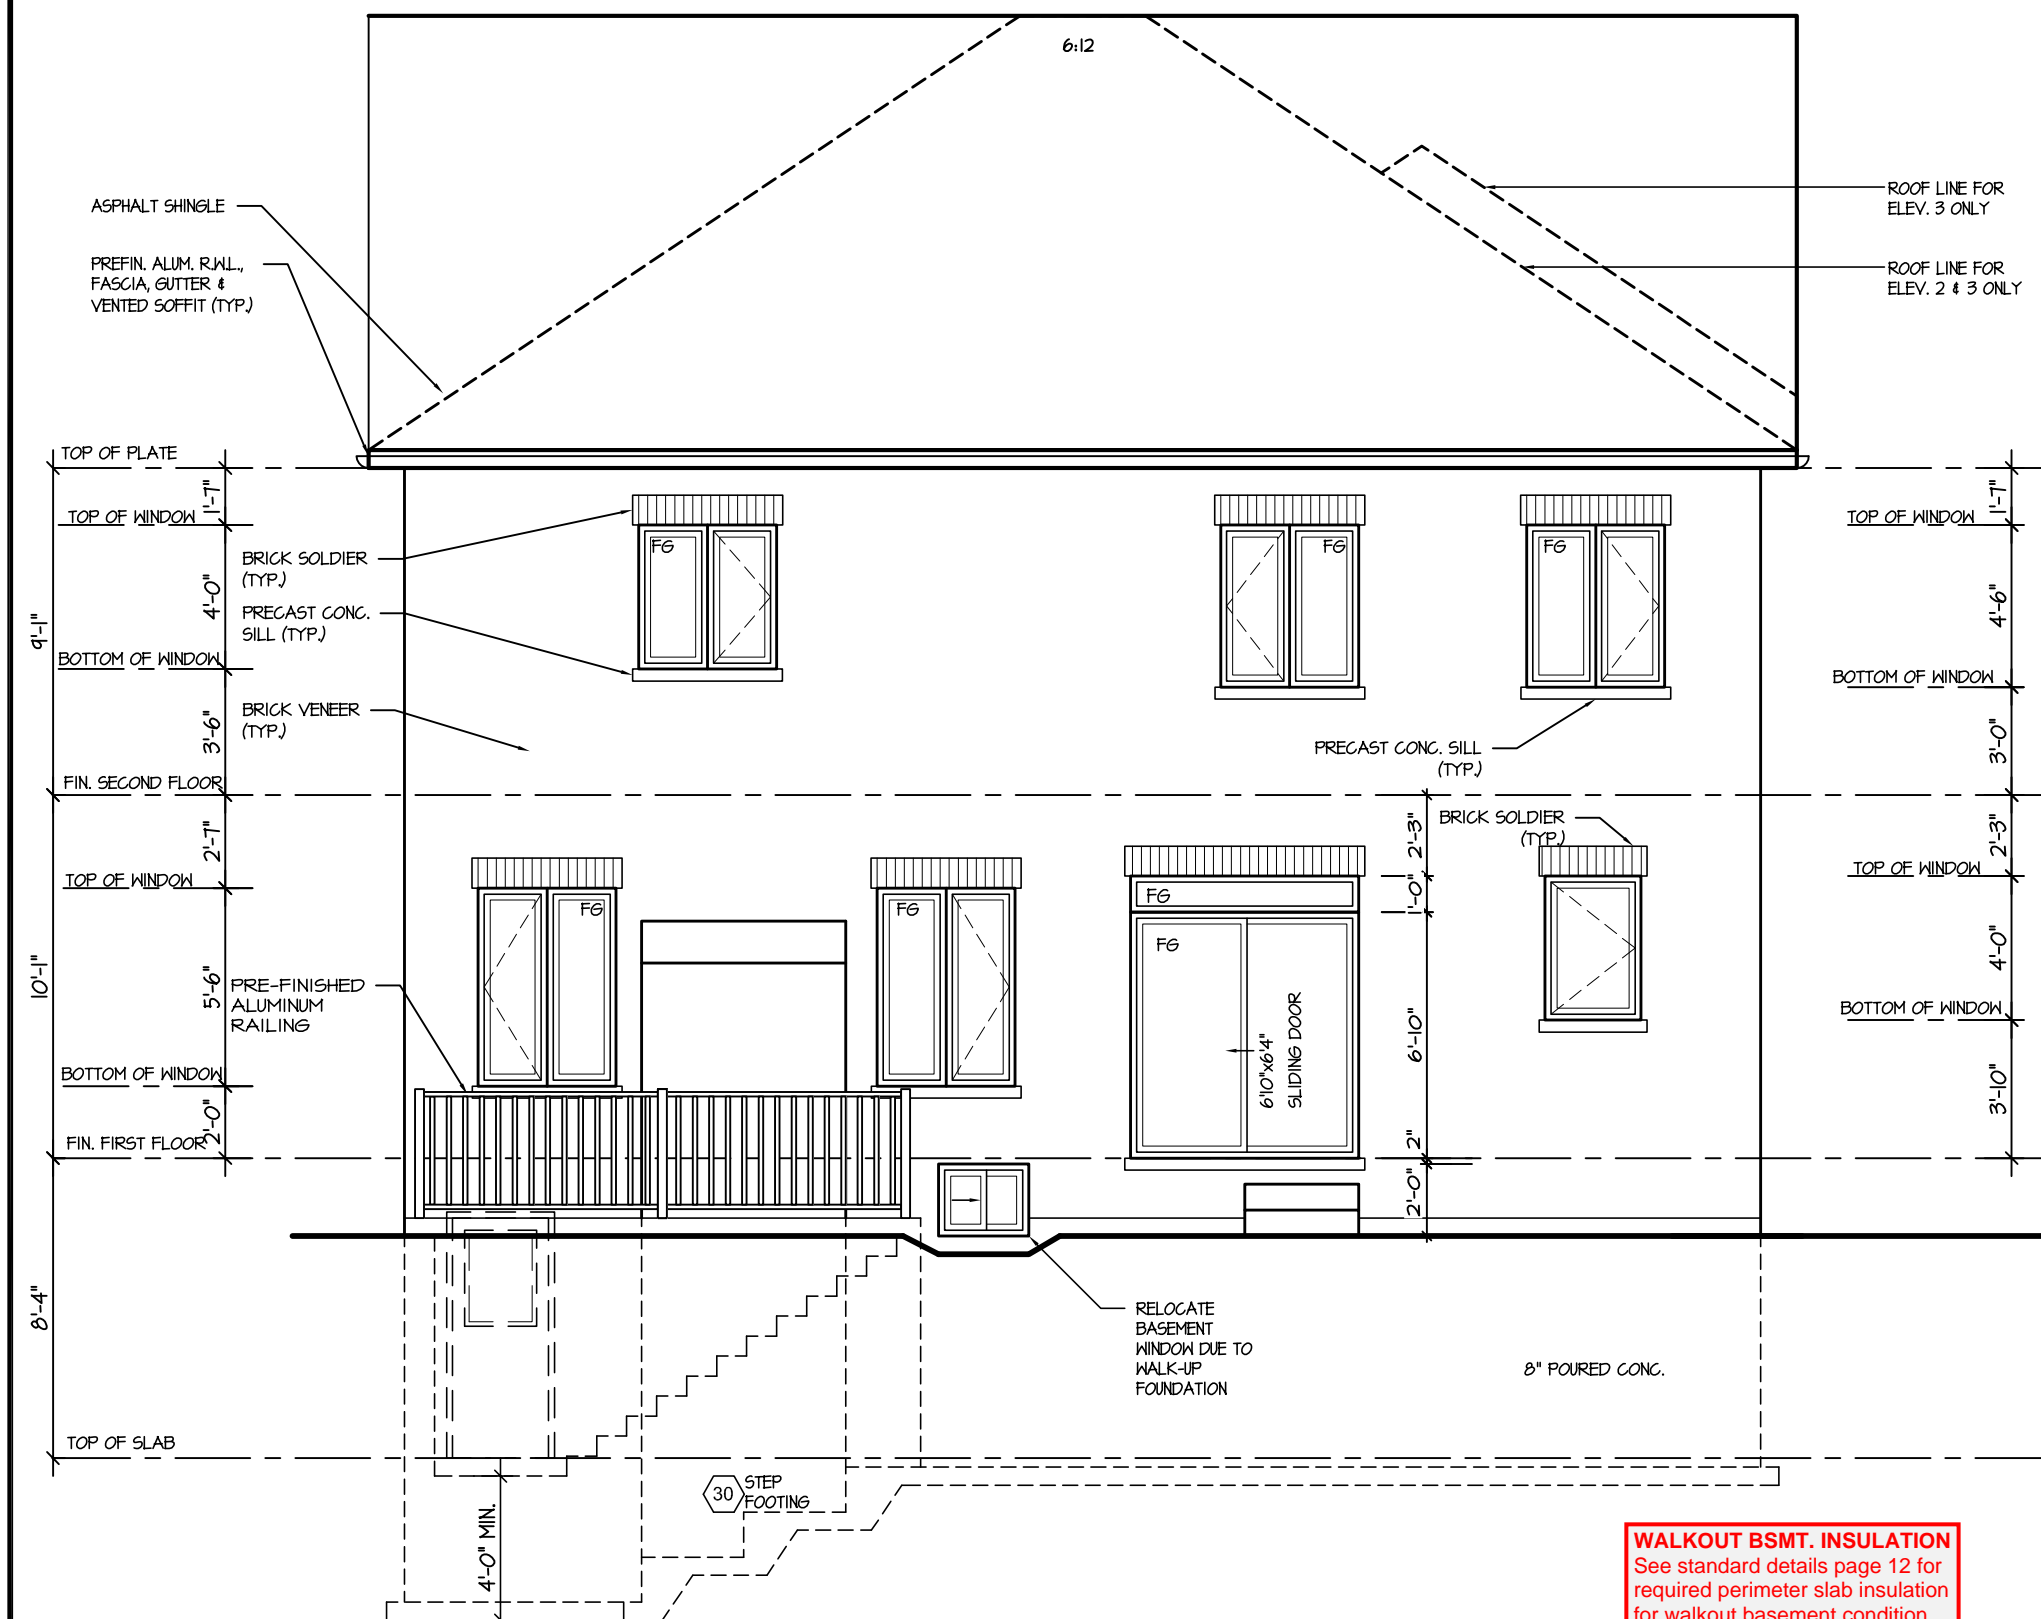 6:12
ASPHALT SHINGLE
PREFIN. ALUM. R.W.L.,
FASCIA, GUTTER &
VENTED SOFFIT (TYP.)
ROOF LINE FOR
ELEV. 3 ONLY
ROOF LINE FOR
ELEV. 2 & 3 ONLY
TOP OF PLATE
1'-7"
TOP OF WINDOW
4'-0"
9'-1"
BOTTOM OF WINDOW
3'-6"
FIN. SECOND FLOOR
2'-7"
TOP OF WINDOW
10'-1"
5'-6"
BOTTOM OF WINDOW
2'-0"
FIN. FIRST FLOOR
8'-4"
TOP OF SLAB
BRICK SOLDIER
(TYP.)
PRECAST CONC.
SILL (TYP.)
BRICK VENEER
(TYP.)
PRE-FINISHED
ALUMINUM
RAILING
FG
FG
FG
FG
FG
FG
FG
6'10"x6'4"
SLIDING DOOR
PRECAST CONC. SILL
(TYP.)
BRICK SOLDIER
(TYP.)
2'-3"
1'-0"
6'-10"
2"
2'-0"
1'-7"
TOP OF WINDOW
4'-6"
BOTTOM OF WINDOW
3'-0"
2'-3"
TOP OF WINDOW
4'-0"
BOTTOM OF WINDOW
3'-10"
RELOCATE
BASEMENT
WINDOW DUE TO
WALK-UP
FOUNDATION
8" POURED CONC.
30
STEP
FOOTING
4'-0" MIN.
WALKOUT BSMT. INSULATION
See standard details page 12 for
required perimeter slab insulation
for walkout basement condition